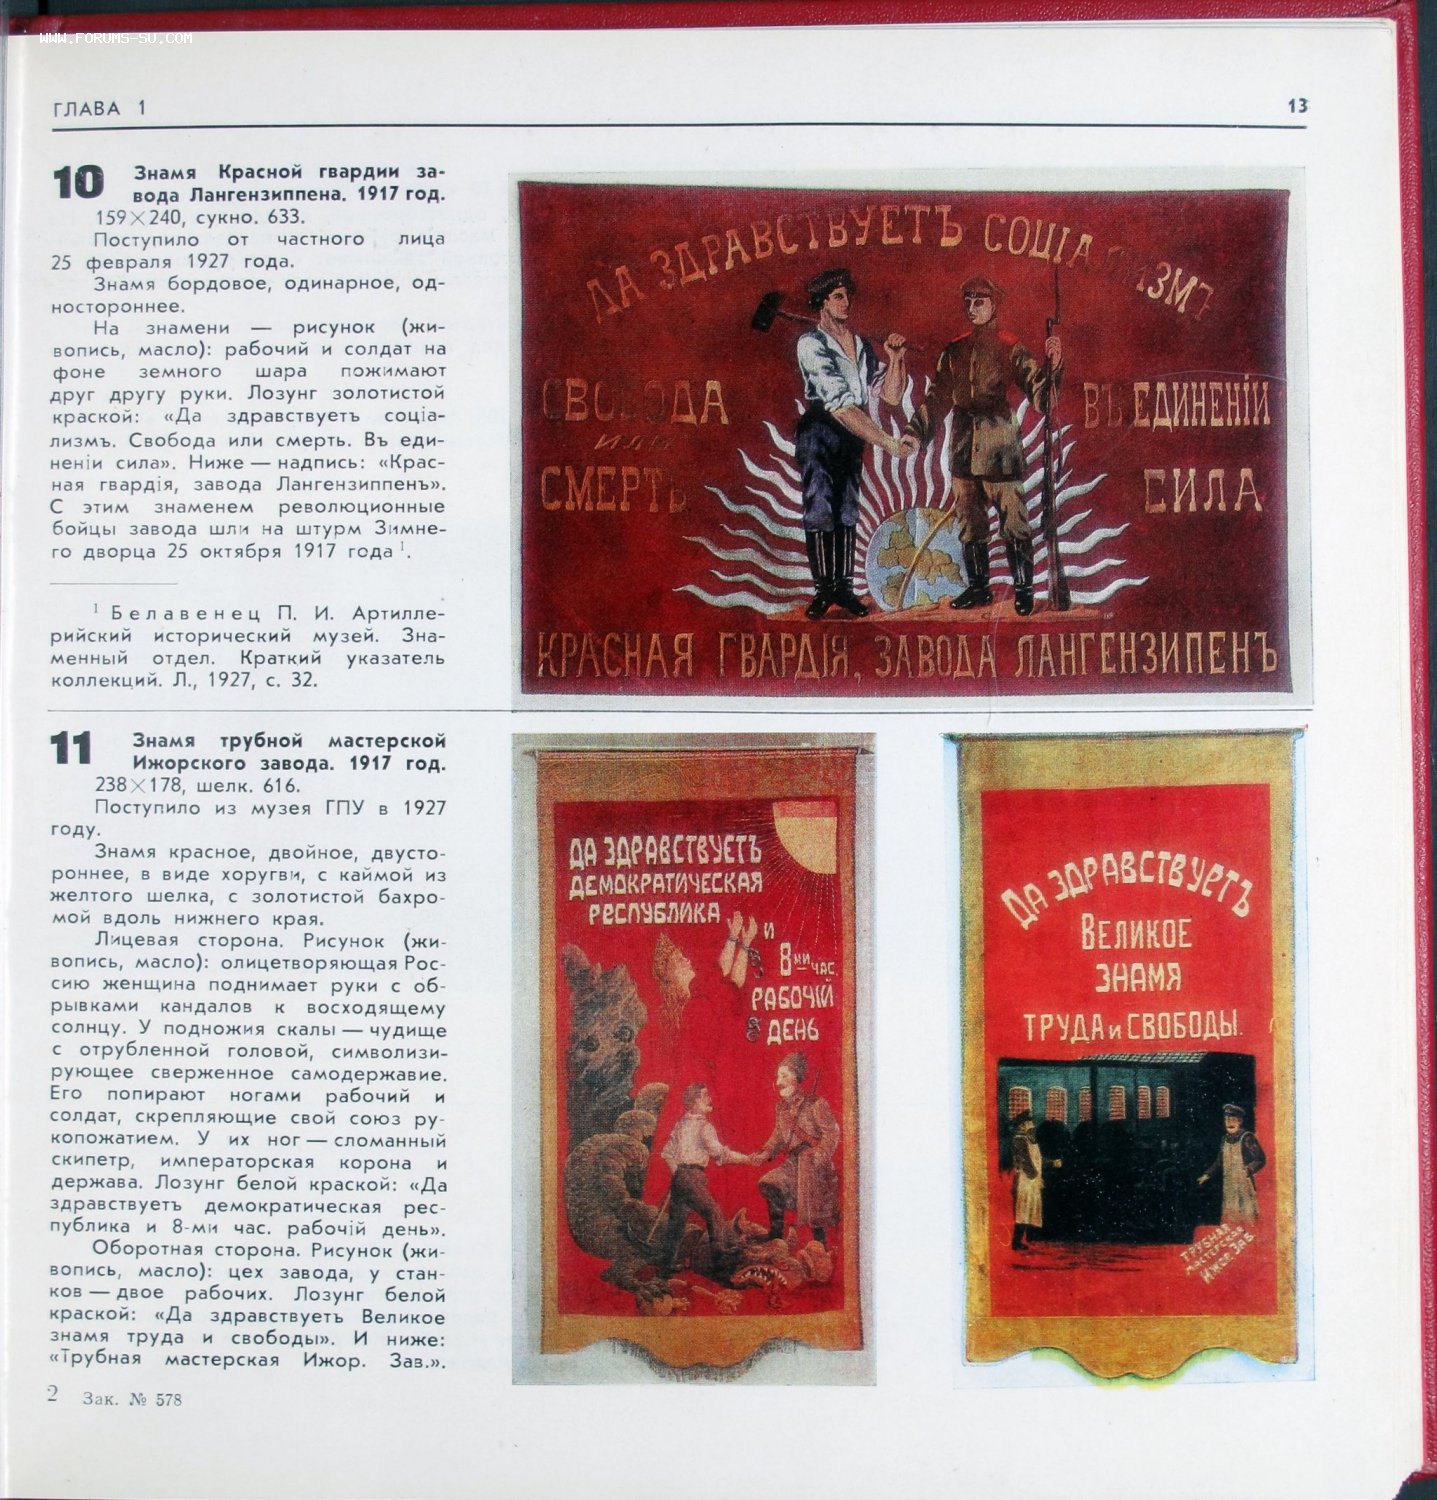 WWW.FORUMS-SU.COM
ГЛАВА 1
13
10 Знамя Красной гвардии за-
вода Лангензиппена. 1917 год.
159×240, сукно. 633.
Поступило от частного лица
25 февраля 1927 года.
Знамя бордовое, одинарное, од-
ностороннее.
На знамени — рисунок (жи-
вопись, масло): рабочий и солдат на
фоне земного шара пожимают
друг другу руки. Лозунг золотистой
краской: «Да здравствуетъ соцiа-
лизмъ. Свобода или смерть. Въ еди-
ненiи сила». Ниже — надпись: «Крас-
ная гвардiя, завода Лангензиппенъ».
С этим знаменем революционные
бойцы завода шли на штурм Зимне-
го дворца 25 октября 1917 года ¹.
¹ Белавенец П. И. Артилле-
рийский исторический музей. Зна-
менный отдел. Краткий указатель
коллекций. Л., 1927, с. 32.
ДА ЗДРАВСТВУЕТЪ СОЦIАЛИЗМЪ
СВОБОДА
ИЛИ
СМЕРТЬ
ВЪ ЕДИНЕНIИ
СИЛА
КРАСНАЯ ГВАРДIЯ, ЗАВОДА ЛАНГЕНЗИПЕНЪ
11 Знамя трубной мастерской
Ижорского завода. 1917 год.
238×178, шелк. 616.
Поступило из музея ГПУ в 1927
году.
Знамя красное, двойное, двусто-
роннее, в виде хоругви, с каймой из
желтого шелка, с золотистой бахро-
мой вдоль нижнего края.
Лицевая сторона. Рисунок (жи-
вопись, масло): олицетворяющая Рос-
сию женщина поднимает руки с об-
рывками кандалов к восходящему
солнцу. У подножия скалы — чудище
с отрубленной головой, символизи-
рующее сверженное самодержавие.
Его попирают ногами рабочий и
солдат, скрепляющие свой союз ру-
копожатием. У их ног — сломанный
скипетр, императорская корона и
держава. Лозунг белой краской: «Да
здравствуетъ демократическая рес-
публика и 8-ми час. рабочiй день».
Оборотная сторона. Рисунок (жи-
вопись, масло): цех завода, у стан-
ков — двое рабочих. Лозунг белой
краской: «Да здравствуетъ Великое
знамя труда и свободы». И ниже:
«Трубная мастерская Ижор. Зав.».
2 Зак. № 578
ДА ЗДРАВСТВУЕТЪ
ДЕМОКРАТИЧЕСКАЯ
РЕСПУБЛИКА
И
8МИ ЧАС.
РАБОЧIЙ
ДЕНЬ
ДА ЗДРАВСТВУЕТЪ
ВЕЛИКОЕ
ЗНАМЯ
ТРУДА И СВОБОДЫ.
ТРУБНАЯ
МАСТЕРСКАЯ
ИЖОР. ЗАВ.